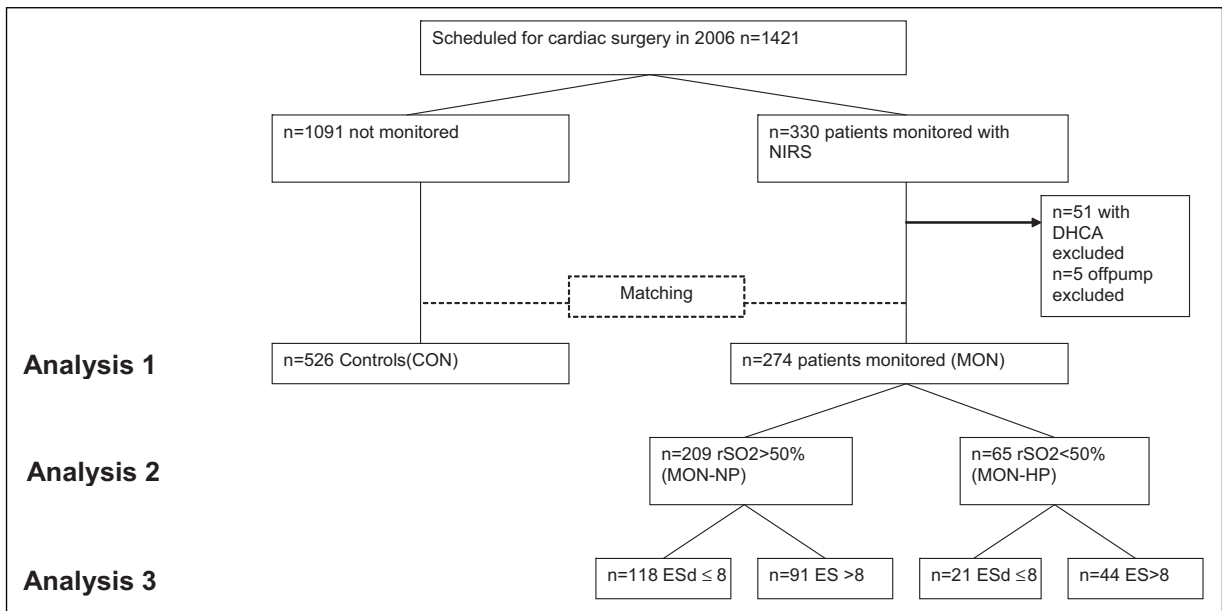 Scheduled for cardiac surgery in 2006 n=1421
n=1091 not monitored
n=330 patients monitored with
NIRS
n=51 with
DHCA
excluded
n=5 offpump
excluded
Matching
Analysis 1
n=526 Controls(CON)
n=274 patients monitored (MON)
Analysis 2
n=209 rSO2>50%
(MON-NP)
n=65 rSO2<50%
(MON-HP)
Analysis 3
n=118 ESd ≤ 8
n=91 ES >8
n=21 ESd ≤8
n=44 ES>8